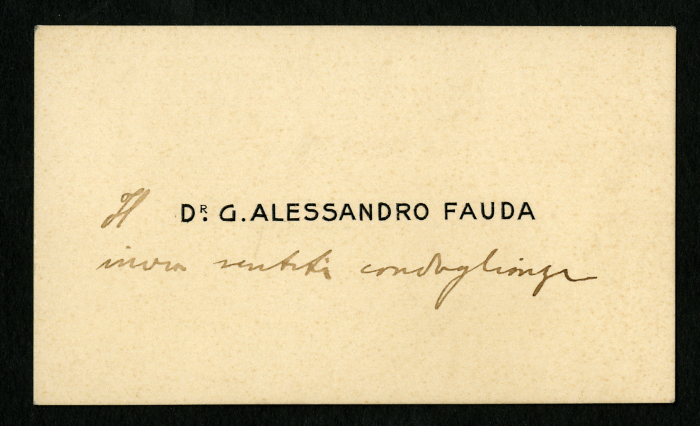 Il Dr. G. ALESSANDRO FAUDA
invia sentite condoglianze